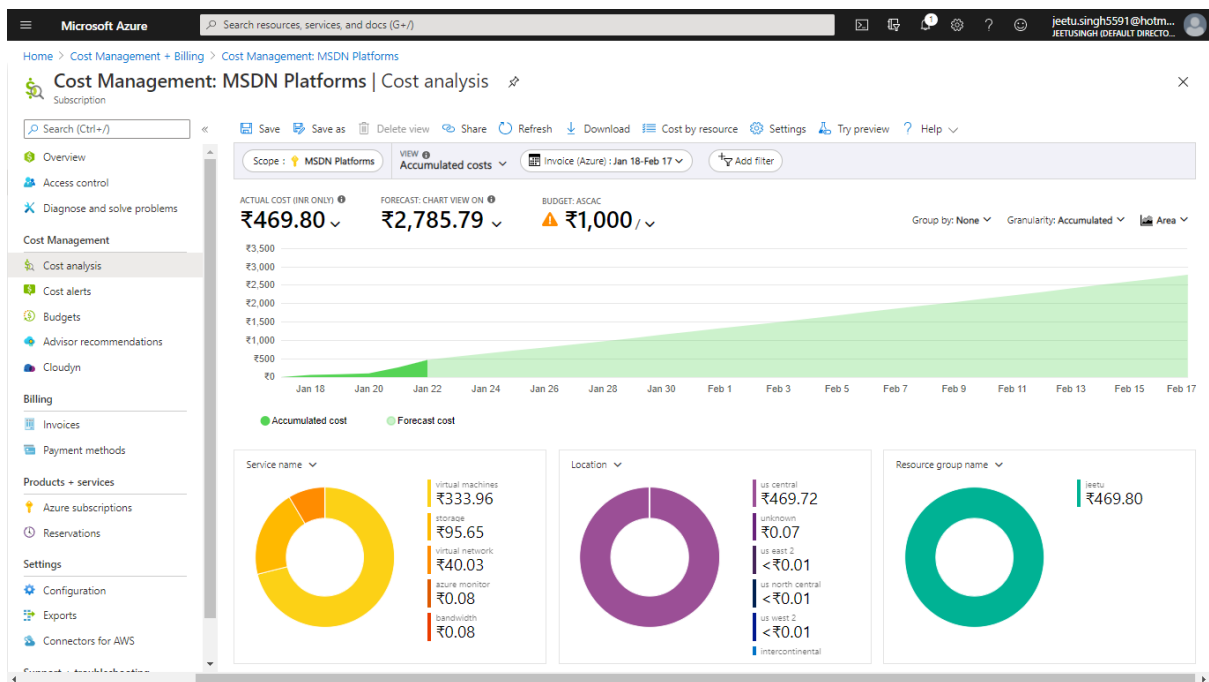 Microsoft Azure
Search resources, services, and docs (G+/)
1
jeetu.singh5591@hotm...
JEETUSINGH (DEFAULT DIRECTO...
Home > Cost Management + Billing > Cost Management: MSDN Platforms
Cost Management: MSDN Platforms | Cost analysis
Subscription
Search (Ctrl+/)
Overview
Access control
Diagnose and solve problems
Cost Management
Cost analysis
Cost alerts
Budgets
Advisor recommendations
Cloudyn
Billing
Invoices
Payment methods
Products + services
Azure subscriptions
Reservations
Settings
Configuration
Exports
Connectors for AWS
Support + troubleshooting
Save Save as Delete view Share Refresh Download Cost by resource Settings Try preview ? Help
Scope : MSDN Platforms
VIEW
Accumulated costs
Invoice (Azure) : Jan 18-Feb 17
Add filter
ACTUAL COST (INR ONLY)
₹469.80
FORECAST: CHART VIEW ON
₹2,785.79
BUDGET: ASCAC
₹1,000 /
Group by: None Granularity: Accumulated Area
₹3,500
₹3,000
₹2,500
₹2,000
₹1,500
₹1,000
₹500
₹0
Jan 18 Jan 20 Jan 22 Jan 24 Jan 26 Jan 28 Jan 30 Feb 1 Feb 3 Feb 5 Feb 7 Feb 9 Feb 11 Feb 13 Feb 15 Feb 17
Accumulated cost Forecast cost
Service name
virtual machines
₹333.96
storage
₹95.65
virtual network
₹40.03
azure monitor
₹0.08
bandwidth
₹0.08
Location
us central
₹469.72
unknown
₹0.07
us east 2
<₹0.01
us north central
<₹0.01
us west 2
<₹0.01
intercontinental
Resource group name
jeetu
₹469.80